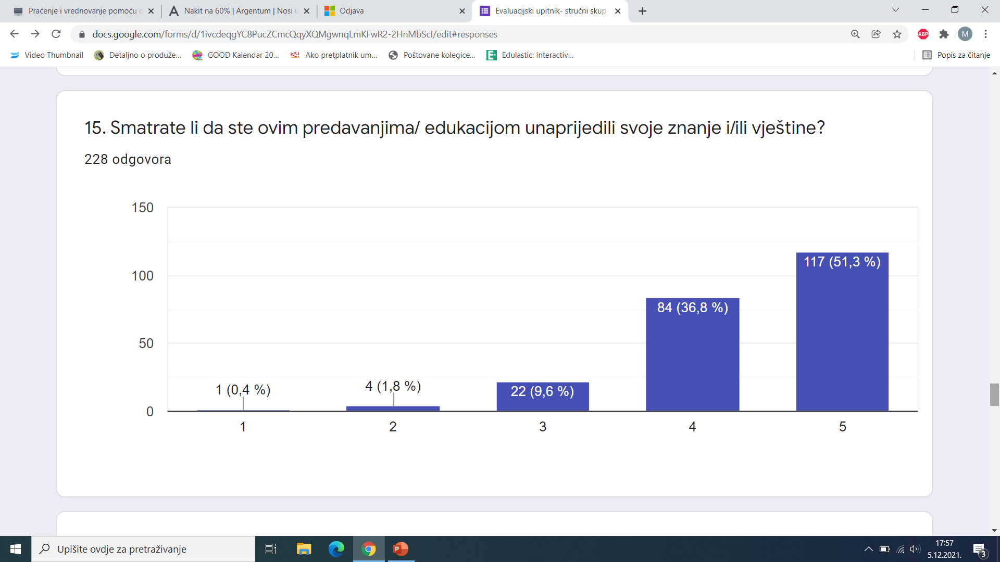 Praćenje i vrednovanje pomoću
Nakit na 60% | Argentum | Nosi
Odjava
Evaluacijski upitnik- stručni skup
docs.google.com/forms/d/1ivcdeqgYC8PucZCmcQqyXQMgwnqLmKFwR2-2HnMbScI/edit#responses
ABP
M
Video Thumbnail
Detaljno o produže...
GOOD Kalendar 20...
24
Ako pretplatnik um...
Poštovane kolegice...
E
Edulastic: Interactiv...
Popis za čitanje
15. Smatrate li da ste ovim predavanjima/ edukacijom unaprijedili svoje znanje i/ili vještine?
228 odgovora
150
100
50
0
1 (0,4 %)
4 (1,8 %)
22 (9,6 %)
84 (36,8 %)
117 (51,3 %)
1
2
3
4
5
Upišite ovdje za pretraživanje
P
17:57
5.12.2021.
3